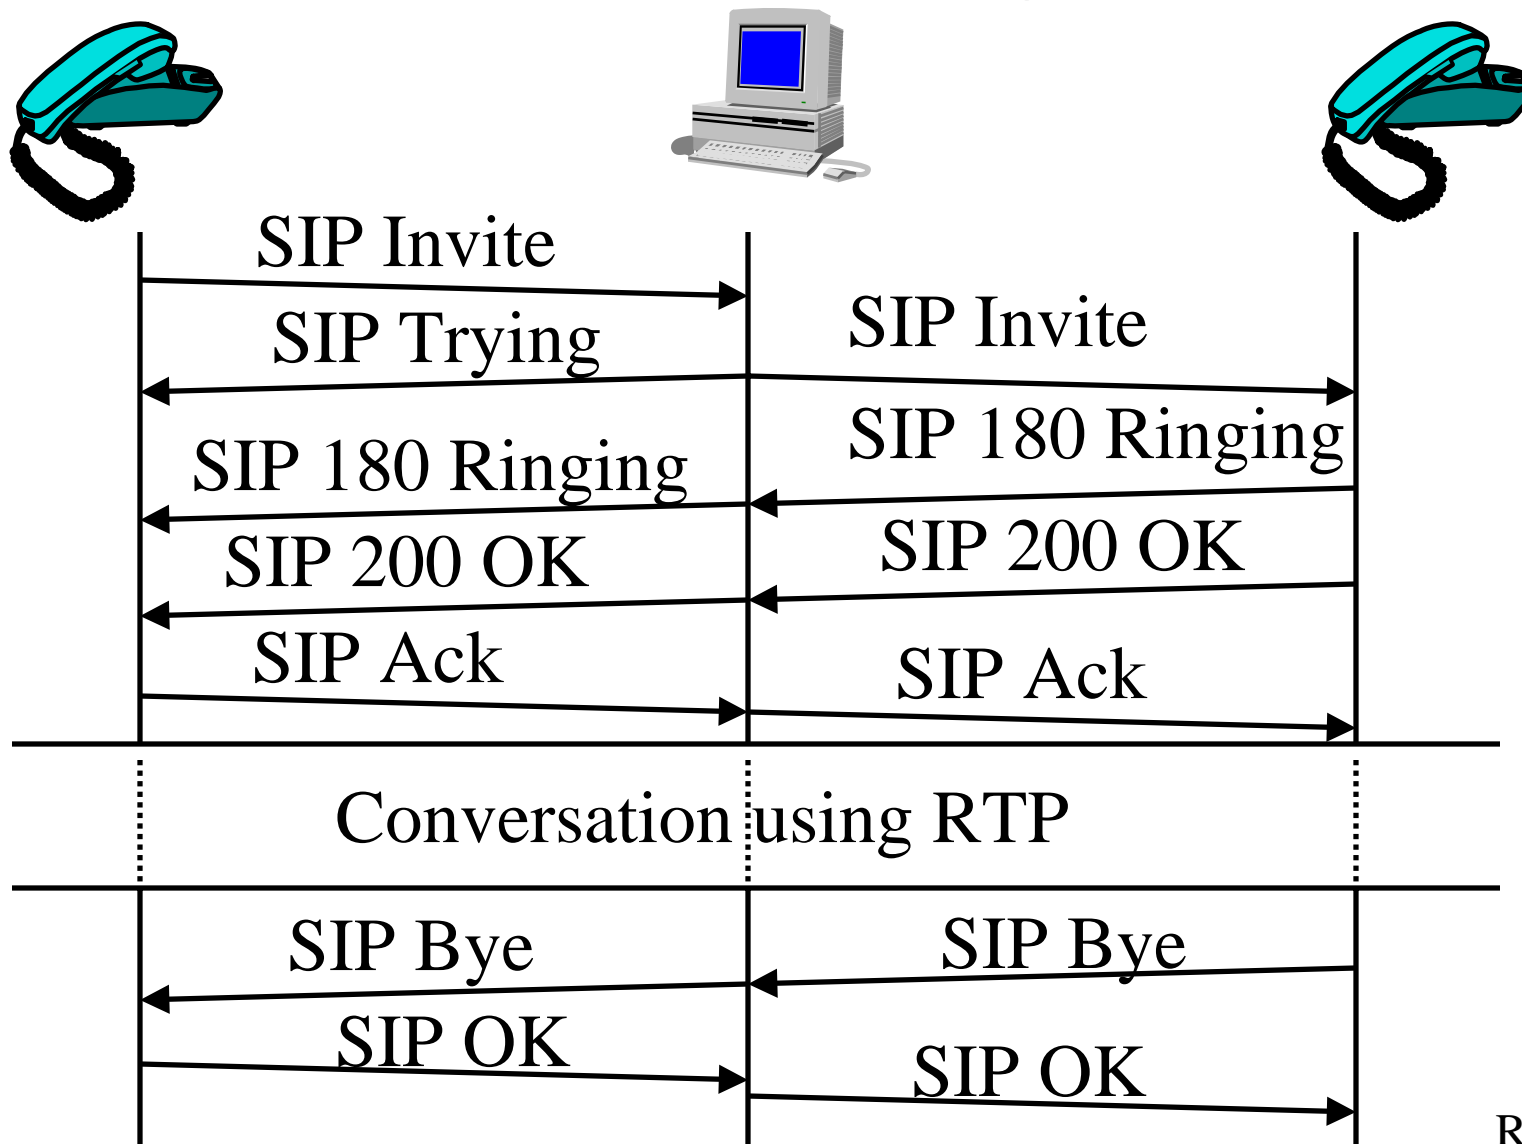 SIP Invite
SIP Trying
SIP Invite
SIP 180 Ringing
SIP 180 Ringing
SIP 200 OK
SIP 200 OK
SIP Ack
SIP Ack
Conversation using RTP
SIP Bye
SIP Bye
SIP OK
SIP OK
R